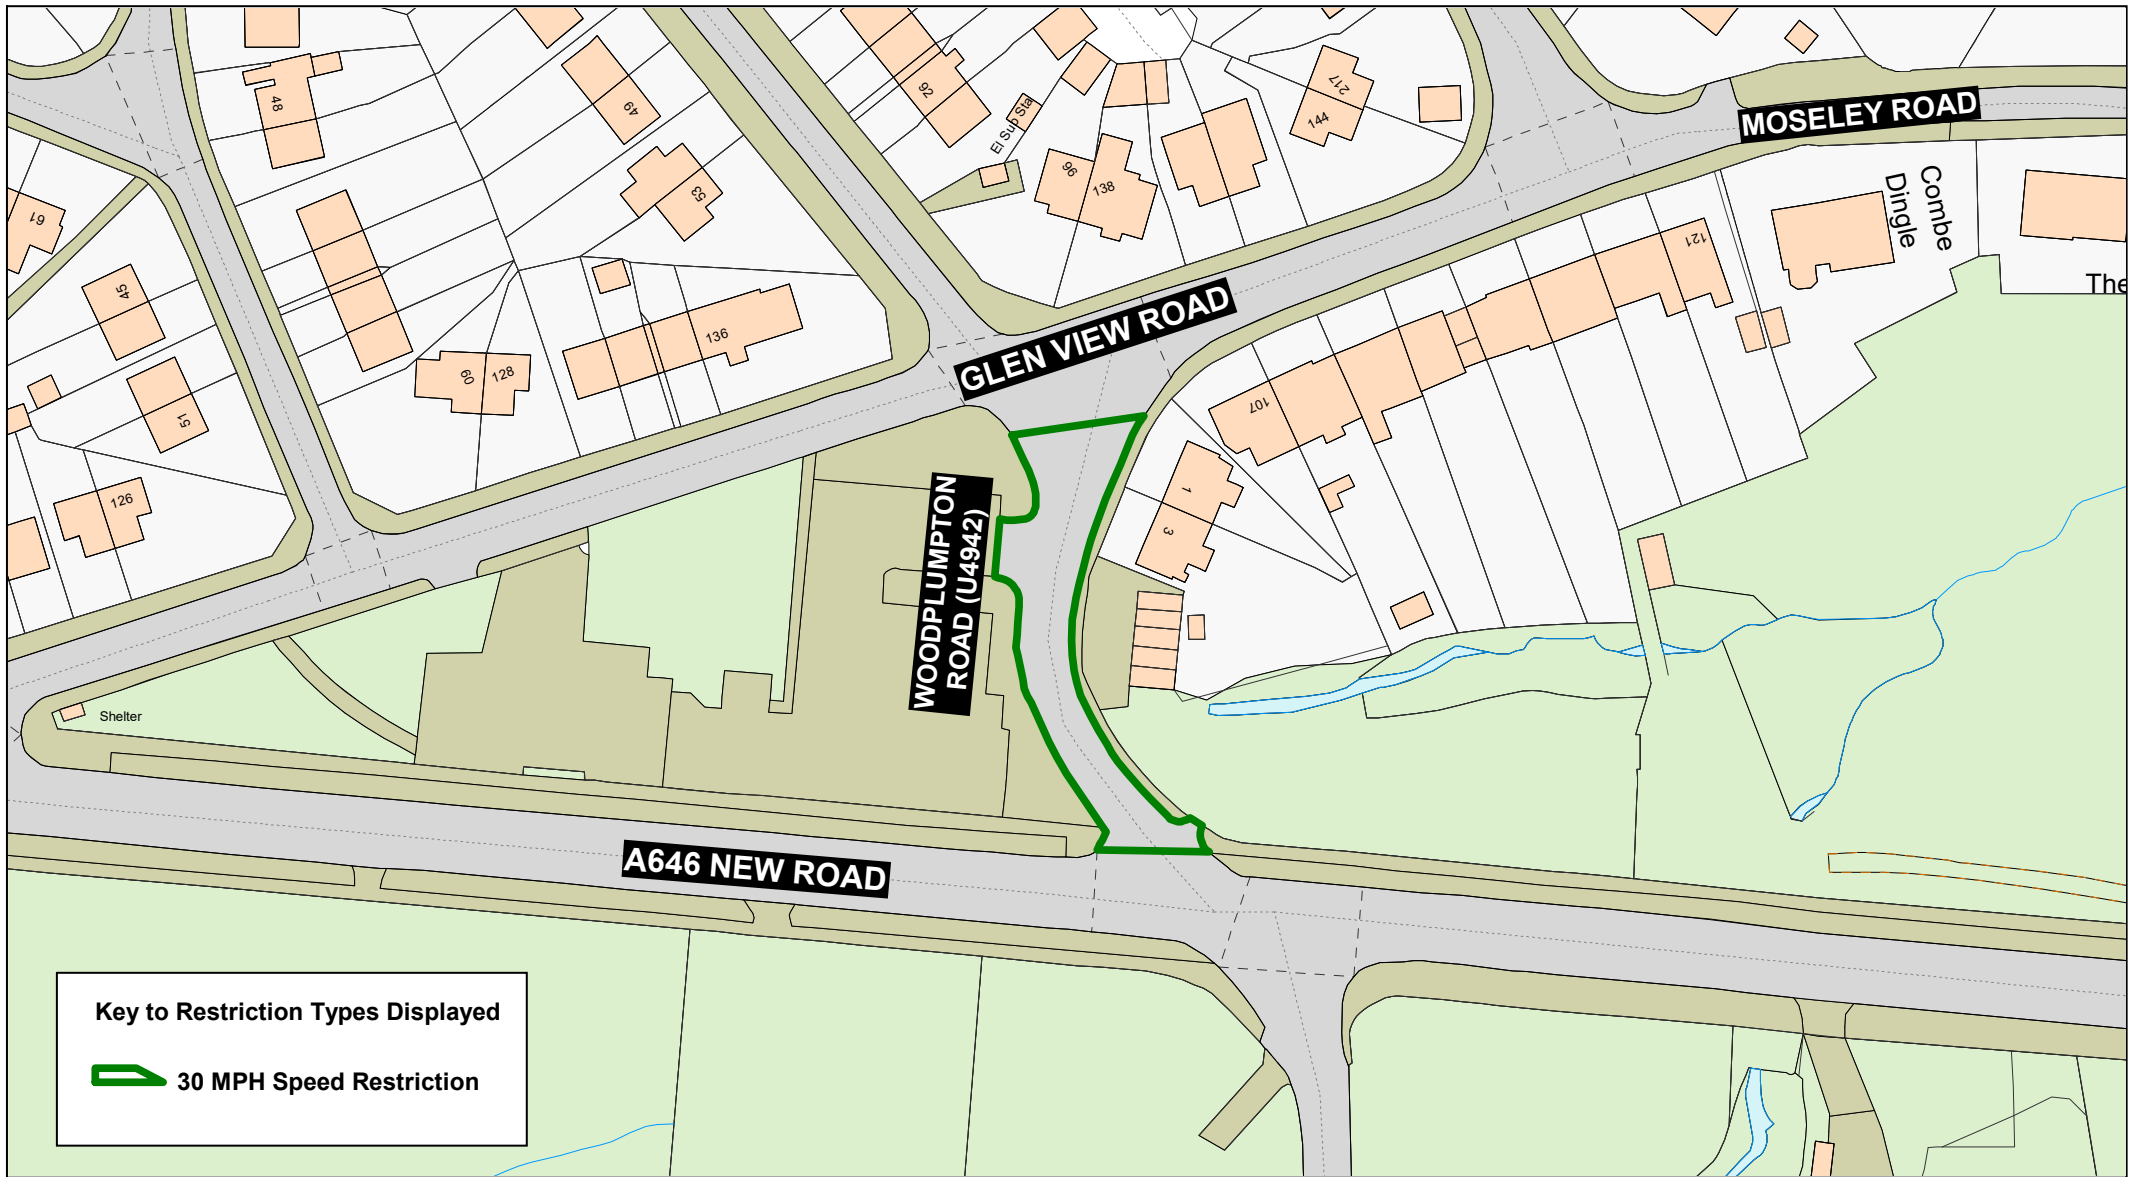 48
49
92
El Sup Sta
217
144
MOSELEY ROAD
61
53
96
138
Combe
Dingle
121
The
45
136
GLEN VIEW ROAD
60
128
107
51
126
1
3
WOODPLUMPTON
ROAD (U4942)
Shelter
A646 NEW ROAD
Key to Restriction Types Displayed
30 MPH Speed Restriction